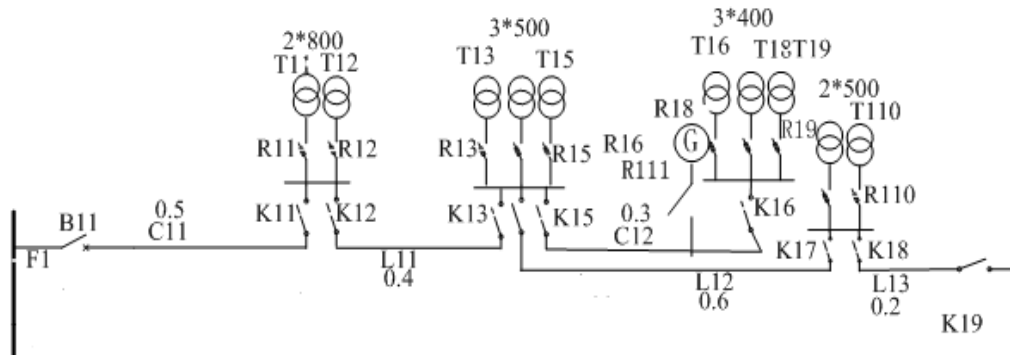 2*800
T11 T12
3*500
T13 T15
3*400
T16 T18T19
2*500
T110
R11 R12
R13 R15
R16
R111
R18
G
R19
R110
B11
F1
0.5
C11
K11 K12
L11
0.4
K13 K15
0.3
C12
K16
L12
0.6
K17 K18
L13
0.2
K19